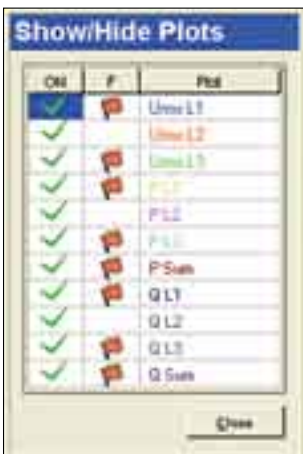 Show/Hide Plots
ON F Plot
Urms L1
Urms L2
Urms L3
P L1
P L2
P L3
P Sum
Q L1
Q L2
Q L3
Q Sum
Close